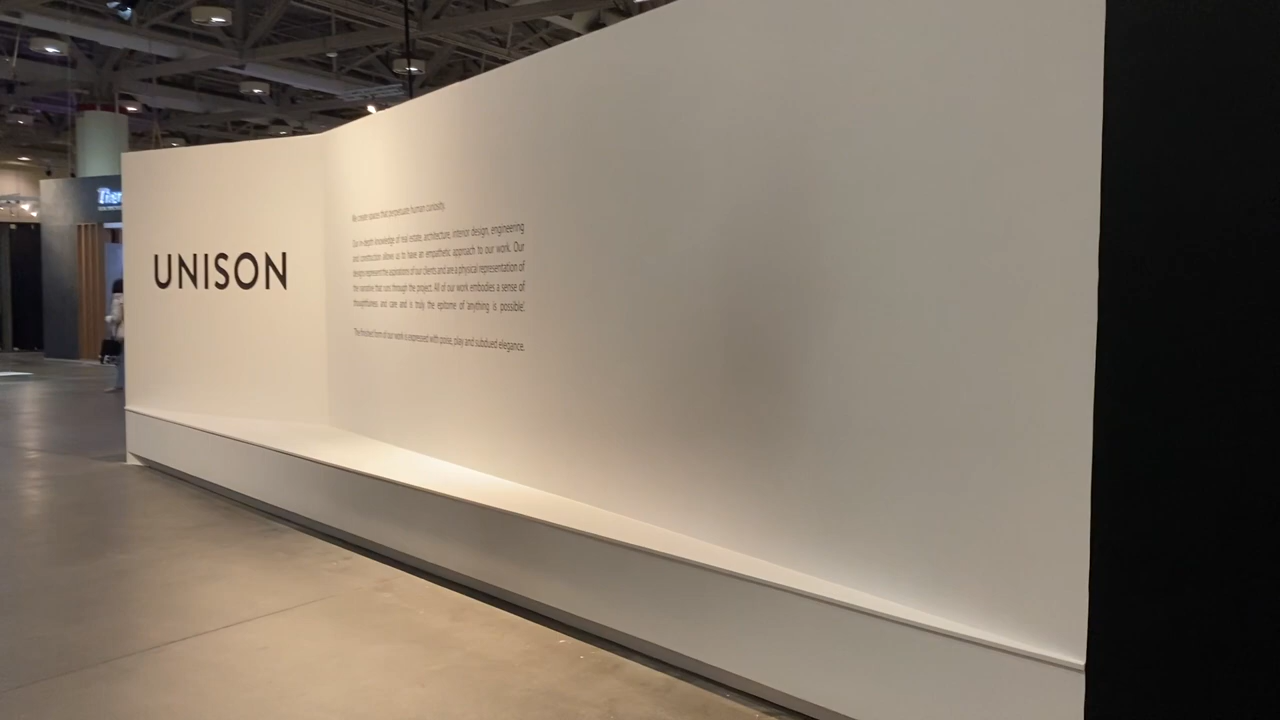 UNISON
My create spaces that perpetuate human curiosity.
Our in-depth knowledge of real estate, architecture, interior design, engineering
and construction allows us to have an empathetic approach to our work. Our
designs represent the aspirations of our clients and are a physical representation of
the narrative that runs through the project. All of our work embodies a sense of
thoughtfulness and care and is truly the epitome of 'anything is possible'.
The finished form of our work is expressed with poise, play and subdued elegance.